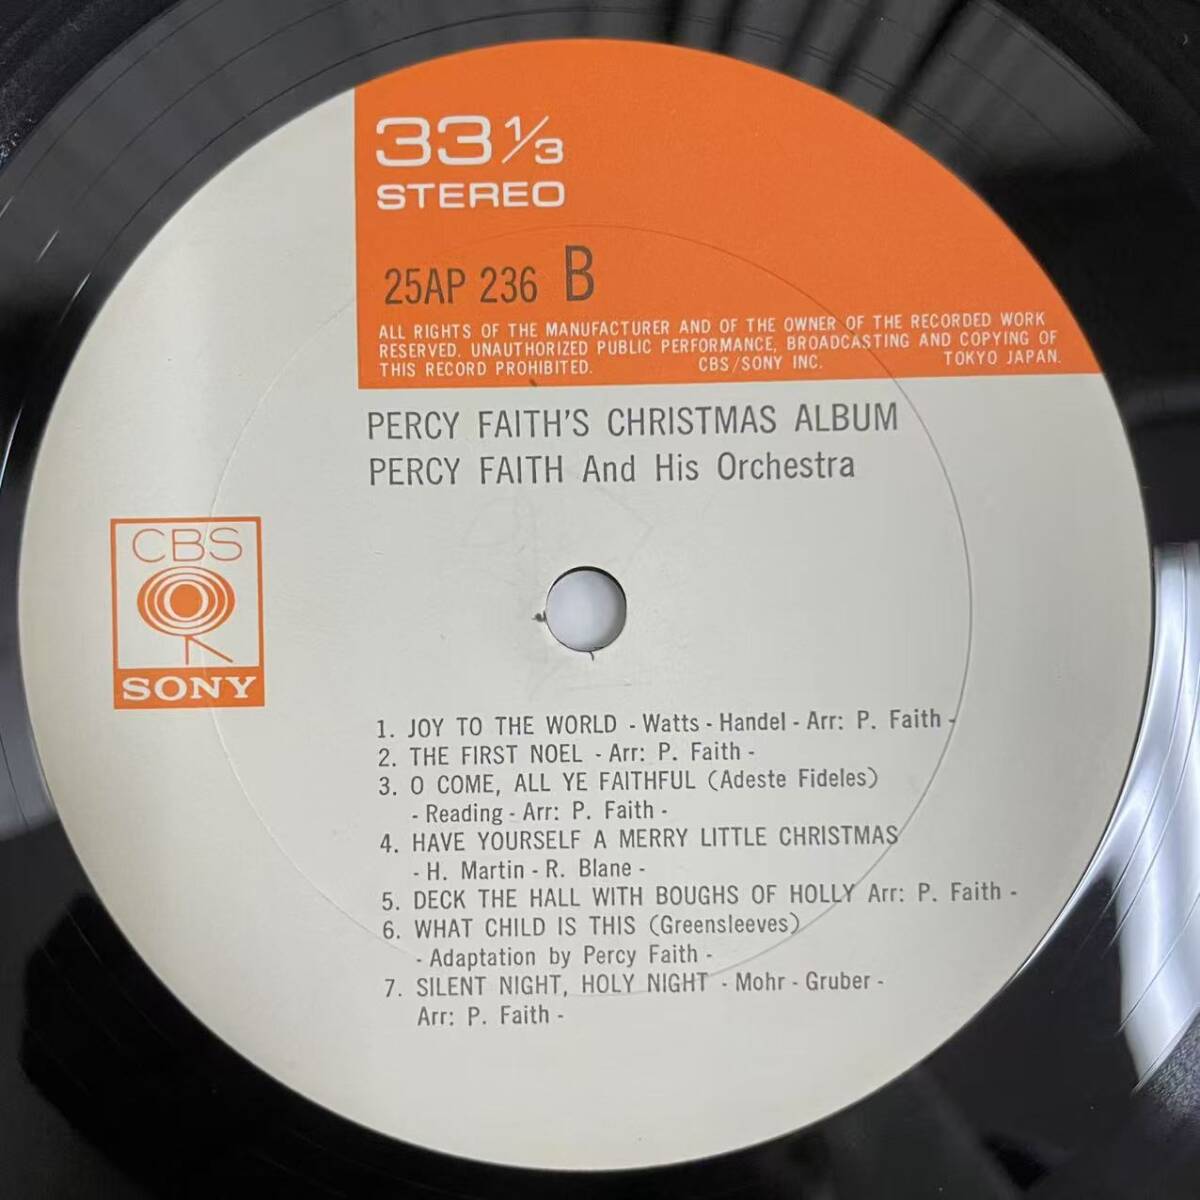 33 1/3
STEREO
25AP 236 B
ALL RIGHTS OF THE MANUFACTURER AND OF THE OWNER OF THE RECORDED WORK
RESERVED. UNAUTHORIZED PUBLIC PERFORMANCE, BROADCASTING AND COPYING OF
THIS RECORD PROHIBITED. CBS/SONY INC. TOKYO JAPAN.
PERCY FAITH'S CHRISTMAS ALBUM
PERCY FAITH And His Orchestra
CBS
SONY
1. JOY TO THE WORLD - Watts - Handel - Arr: P. Faith -
2. THE FIRST NOEL - Arr: P. Faith -
3. O COME, ALL YE FAITHFUL (Adeste Fideles)
- Reading - Arr: P. Faith -
4. HAVE YOURSELF A MERRY LITTLE CHRISTMAS
- H. Martin - R. Blane -
5. DECK THE HALL WITH BOUGHS OF HOLLY Arr: P. Faith -
6. WHAT CHILD IS THIS (Greensleeves)
- Adaptation by Percy Faith -
7. SILENT NIGHT, HOLY NIGHT - Mohr - Gruber -
Arr: P. Faith -